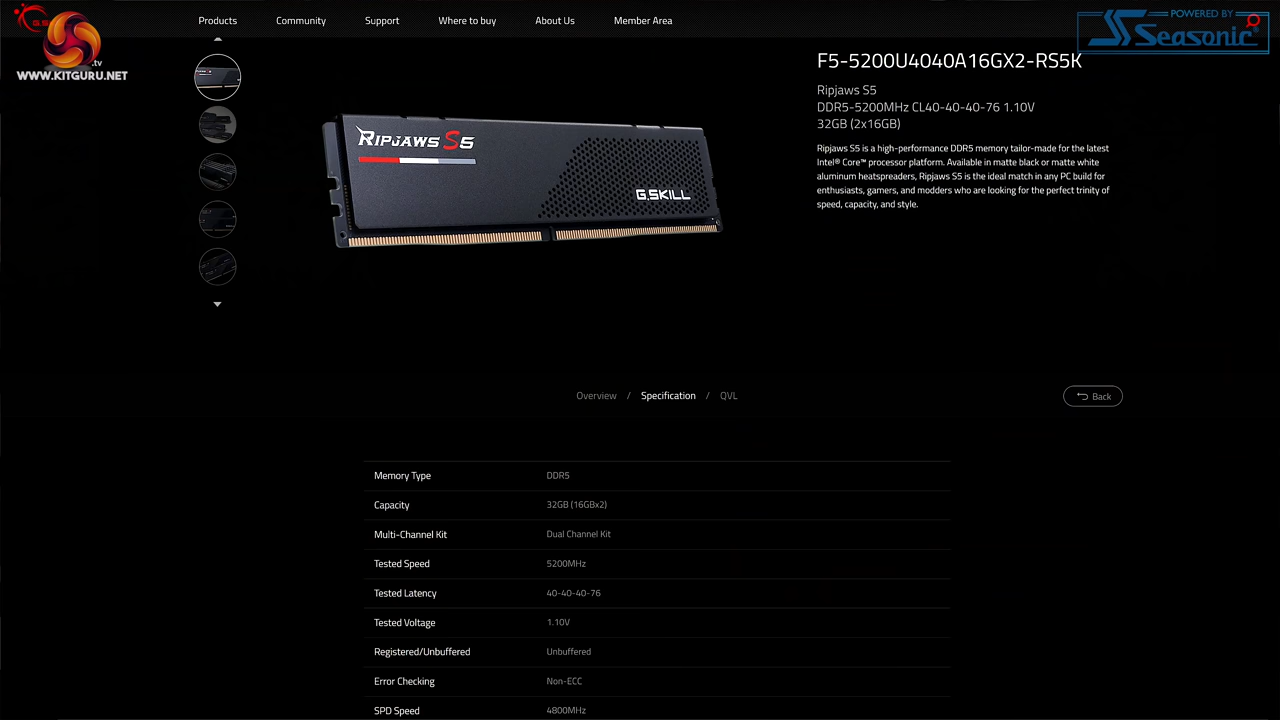 Products Community Support Where to buy About Us Member Area
G.S
.tv
WWW.KITGURU.NET
POWERED BY
Seasonic
F5-5200U4040A16GX2-RS5K
Ripjaws S5
DDR5-5200MHz CL40-40-40-76 1.10V
32GB (2x16GB)
Ripjaws S5 is a high-performance DDR5 memory tailor-made for the latest
Intel® Core™ processor platform. Available in matte black or matte white
aluminum heatspreaders, Ripjaws S5 is the ideal match in any PC build for
enthusiasts, gamers, and modders who are looking for the perfect trinity of
speed, capacity, and style.
RIPJAWS S5
G.SKILL
Overview / Specification / QVL
Back
Memory Type DDR5
Capacity 32GB (16GBx2)
Multi-Channel Kit Dual Channel Kit
Tested Speed 5200MHz
Tested Latency 40-40-40-76
Tested Voltage 1.10V
Registered/Unbuffered Unbuffered
Error Checking Non-ECC
SPD Speed 4800MHz